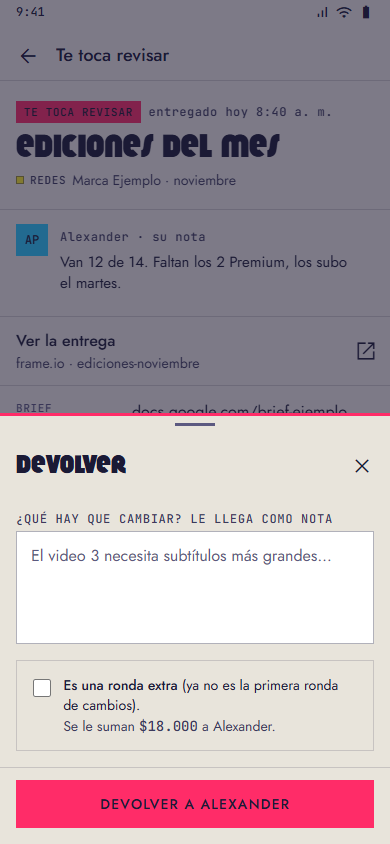 9:41
Te toca revisar
TE TOCA REVISAR entregado hoy 8:40 a. m.
EDICIONES DEL MES
REDES Marca Ejemplo · noviembre
AP
Alexander · su nota
Van 12 de 14. Faltan los 2 Premium, los subo
el martes.
Ver la entrega
frame.io · ediciones-noviembre
BRIEF docs.google.com/brief-ejemplo
DEVOLVER
¿QUÉ HAY QUE CAMBIAR? LE LLEGA COMO NOTA
El video 3 necesita subtítulos más grandes...
Es una ronda extra (ya no es la primera ronda
de cambios).
Se le suman $18.000 a Alexander.
DEVOLVER A ALEXANDER